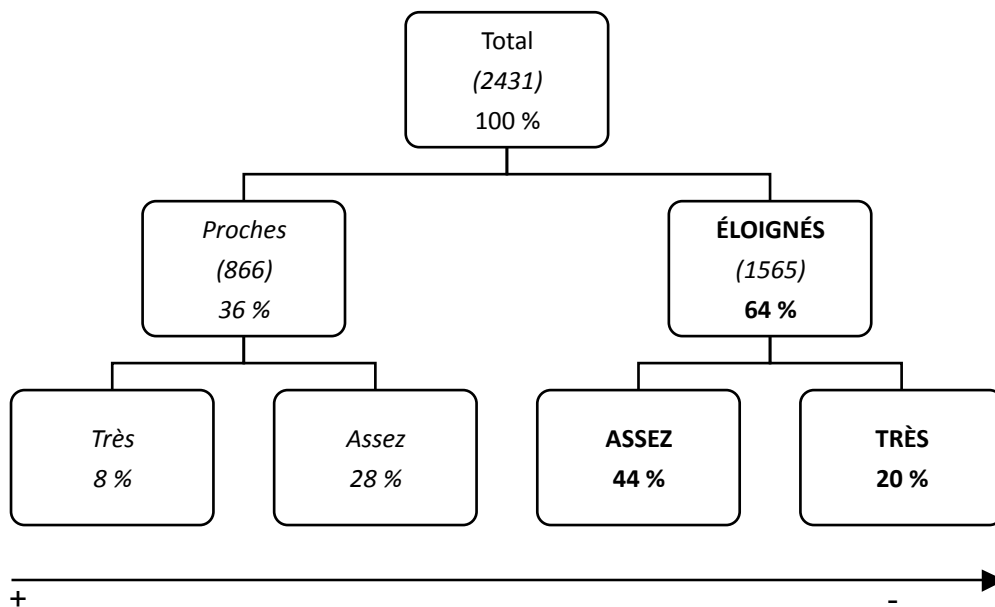 Total
(2431)
100 %
Proches
(866)
36 %
ÉLOIGNÉS
(1565)
64 %
Très
8 %
Assez
28 %
ASSEZ
44 %
TRÈS
20 %
+
-